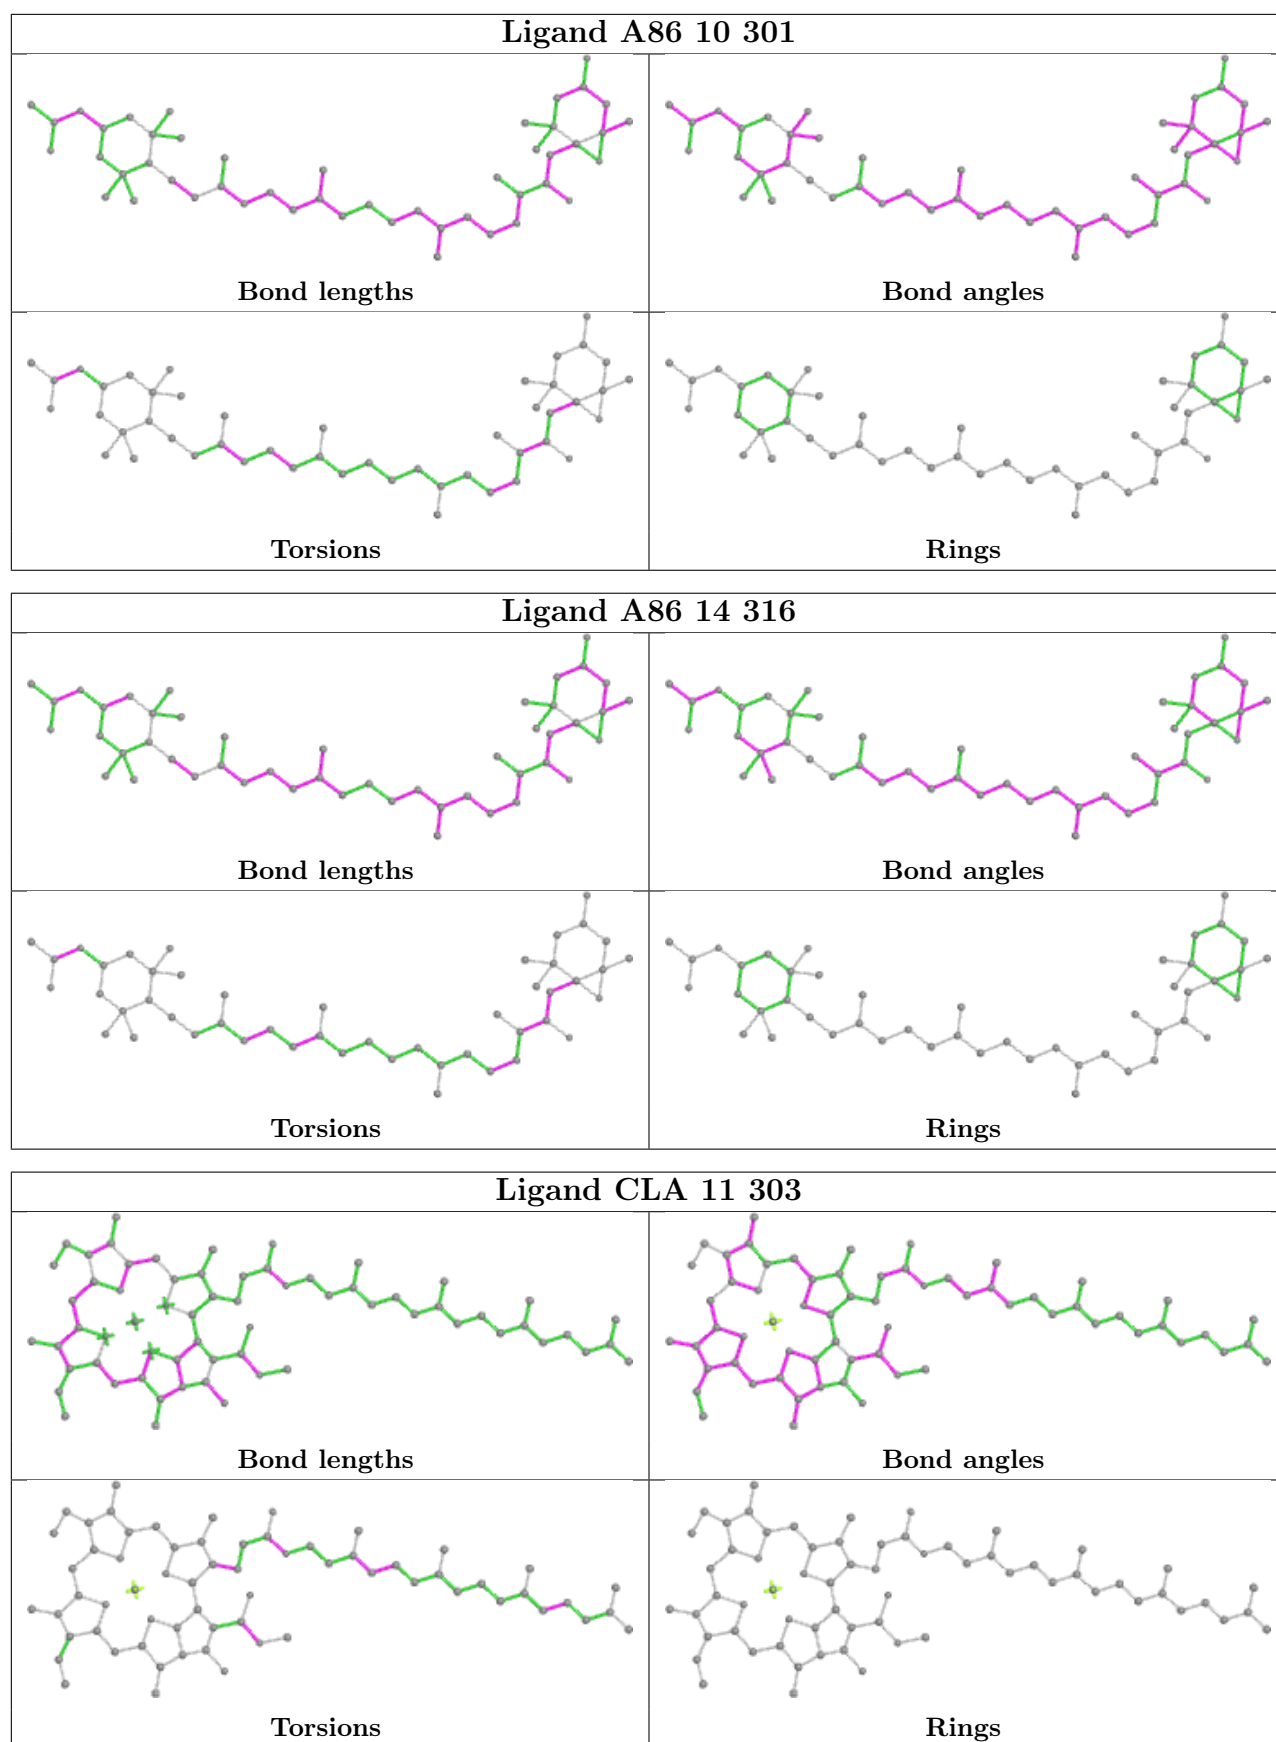 Ligand A86 10 301
Bond lengths
Bond angles
Torsions
Rings
Ligand A86 14 316
Bond lengths
Bond angles
Torsions
Rings
Ligand CLA 11 303
Bond lengths
Bond angles
Torsions
Rings